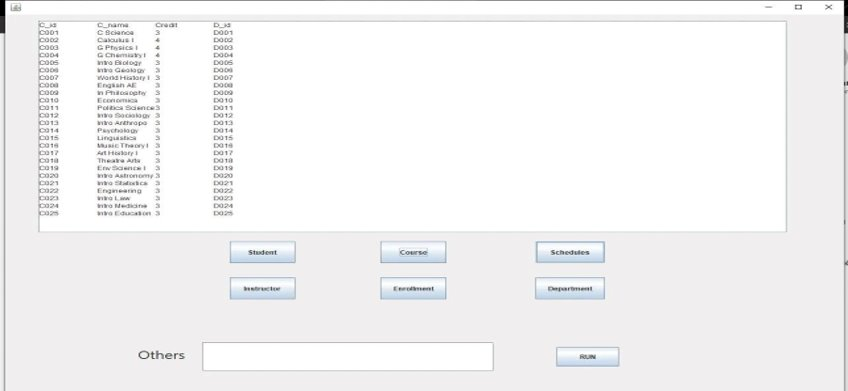 C_id C_name Credit D_id
C001 C Science 3 D001
C002 Calculus I 4 D002
C003 G Physics I 4 D003
C004 G Chemistry I 4 D004
C005 Intro Biology 3 D005
C006 Intro Geology 3 D006
C007 World History I 3 D007
C008 English AE 3 D008
C009 In Philosophy 3 D009
C010 Economics 3 D010
C011 Politics Science 3 D011
C012 Intro Sociology 3 D012
C013 Intro Anthropo 3 D013
C014 Psychology 3 D014
C015 Linguistics 3 D015
C016 Music Theory I 3 D016
C017 Art History I 3 D017
C018 Theatre Arts 3 D018
C019 Env Science I 3 D019
C020 Intro Astronomy 3 D020
C021 Intro Statistics 3 D021
C022 Engineering 3 D022
C023 Intro Law 3 D023
C024 Intro Medicine 3 D024
C025 Intro Education 3 D025
Student Course Schedules
Instructor Enrollment Department
Others RUN